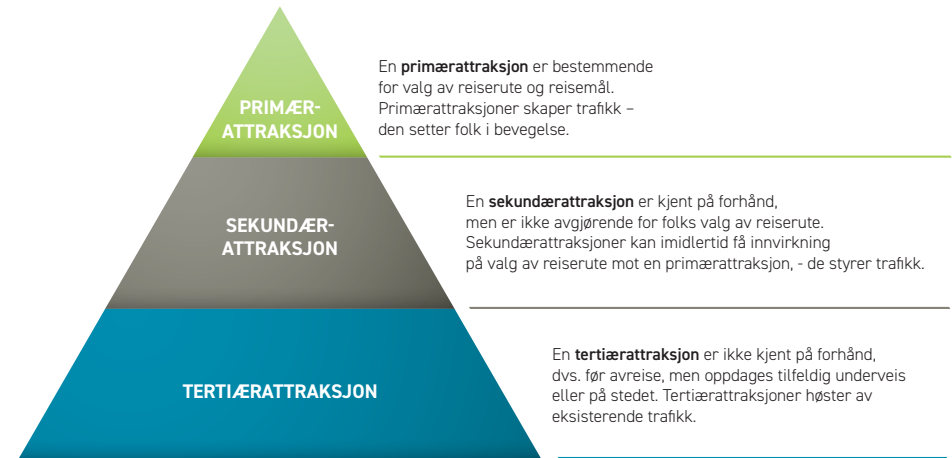 PRIMÆR-
ATTRAKSJON
En primærattraksjon er bestemmende
for valg av reiserute og reisemål.
Primærattraksjoner skaper trafikk –
den setter folk i bevegelse.
SEKUNDÆR-
ATTRAKSJON
En sekundærattraksjon er kjent på forhånd,
men er ikke avgjørende for folks valg av reiserute.
Sekundærattraksjoner kan imidlertid få innvirkning
på valg av reiserute mot en primærattraksjon, - de styrer trafikk.
TERTIÆRATTRAKSJON
En tertiærattraksjon er ikke kjent på forhånd,
dvs. før avreise, men oppdages tilfeldig underveis
eller på stedet. Tertiærattraksjoner høster av
eksisterende trafikk.